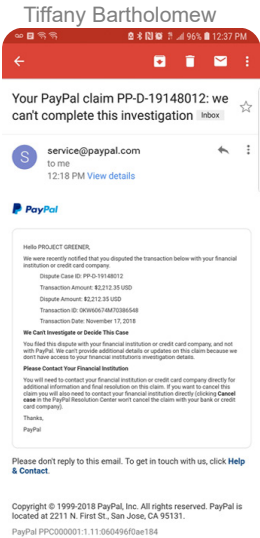 Tiffany Bartholomew
96% 12:37 PM
Your PayPal claim PP-D-19148012: we
can't complete this investigation Inbox
S
service@paypal.com
to me
12:18 PM View details
PayPal
Hello PROJECT GREENER,
We were recently notified that you disputed the transaction below with your financial
institution or credit card company.
Dispute Case ID: PP-D-19148012
Transaction Amount: $2,212.35 USD
Dispute Amount: $2,212.35 USD
Transaction ID: 0KW60674M70386548
Transaction Date: November 17, 2018
We Can't Investigate or Decide This Case
You filed this dispute with your financial institution or credit card company, and not
with PayPal. We can't provide additional details or updates on this claim because we
don't have access to your financial institution's investigation details.
Please Contact Your Financial Institution
You will need to contact your financial institution or credit card company directly for
additional information and final resolution on this claim. If you want to cancel this
claim you will also need to contact your financial institution directly (clicking Cancel
case in the PayPal Resolution Center won't cancel the claim with your bank or credit
card company).
Thanks,
PayPal
Please don't reply to this email. To get in touch with us, click Help
& Contact.
Copyright © 1999-2018 PayPal, Inc. All rights reserved. PayPal is
located at 2211 N. First St., San Jose, CA 95131.
PayPal PPC000001:1.11:060496f0ae184